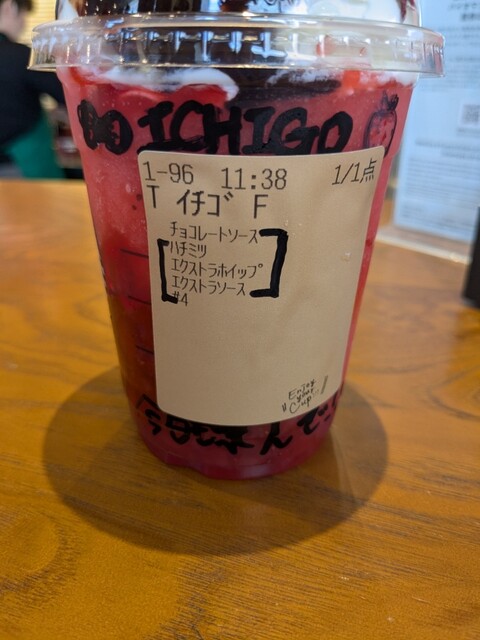 ICHIGO
1-96 11:38 1/1点
T イチゴ F
チョコレートソース
ハチミツ
エクストラホイップ
エクストラソース
#4
Enjoy
your
Cup